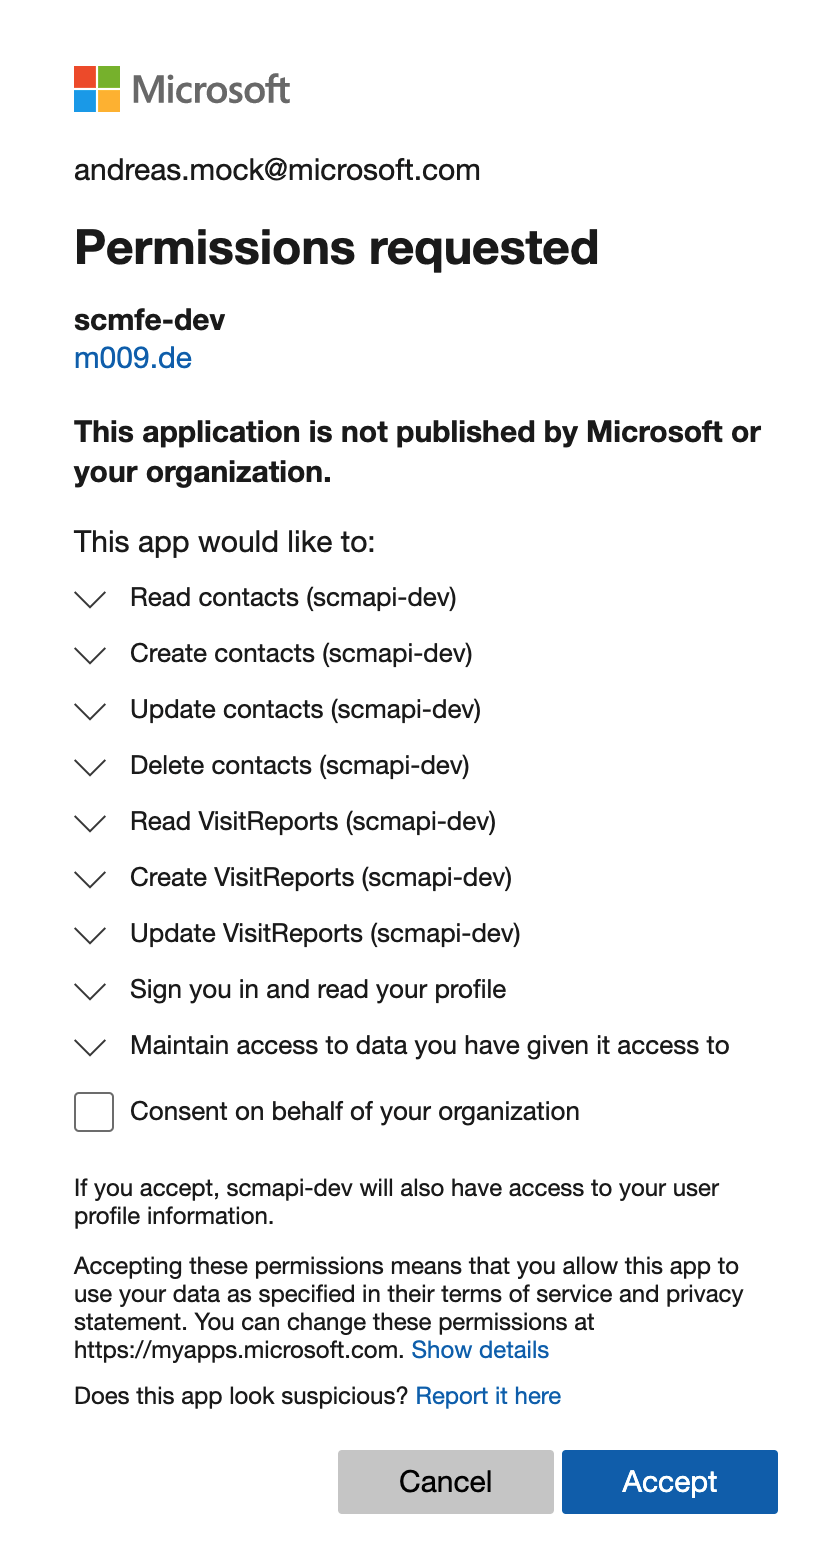 Microsoft
andreas.mock@microsoft.com
Permissions requested
scmfe-dev
m009.de
This application is not published by Microsoft or
your organization.
This app would like to:
Read contacts (scmapi-dev)
Create contacts (scmapi-dev)
Update contacts (scmapi-dev)
Delete contacts (scmapi-dev)
Read VisitReports (scmapi-dev)
Create VisitReports (scmapi-dev)
Update VisitReports (scmapi-dev)
Sign you in and read your profile
Maintain access to data you have given it access to
Consent on behalf of your organization
If you accept, scmapi-dev will also have access to your user
profile information.
Accepting these permissions means that you allow this app to
use your data as specified in their terms of service and privacy
statement. You can change these permissions at
https://myapps.microsoft.com. Show details
Does this app look suspicious? Report it here
Cancel
Accept